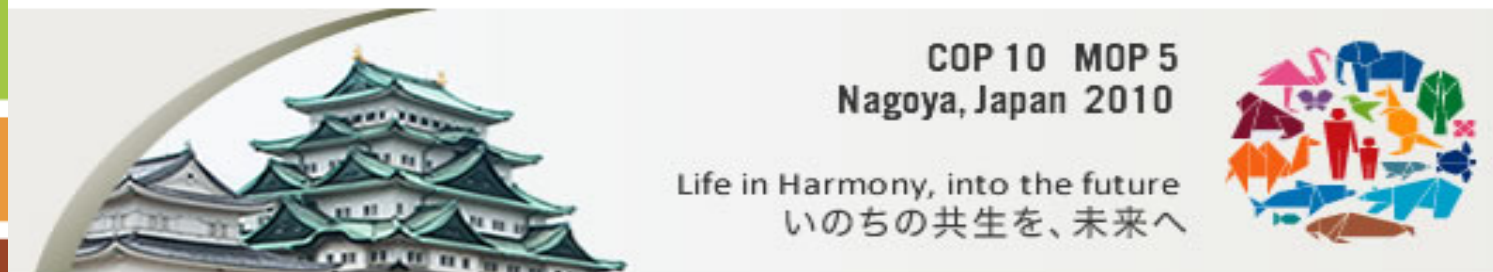 COP 10 MOP 5
Nagoya, Japan 2010
Life in Harmony, into the future
いのちの共生を、未来へ